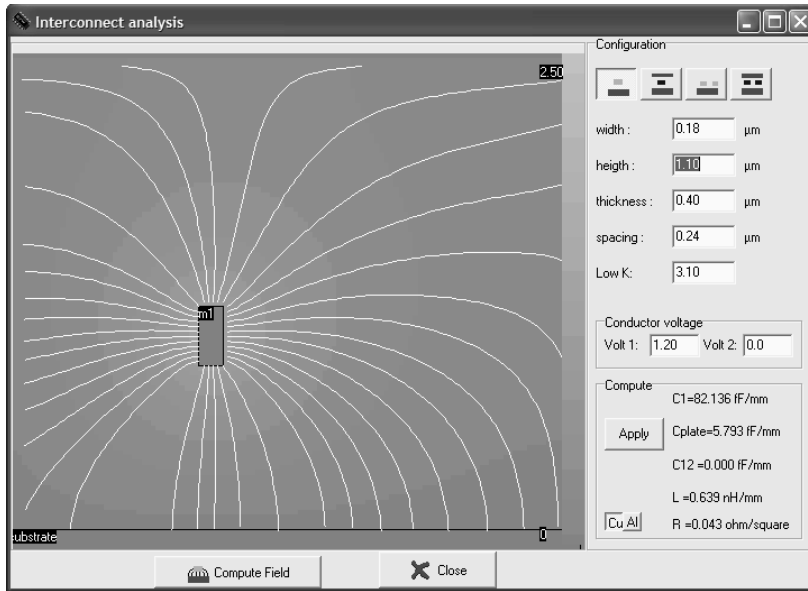 Interconnect analysis
2.50
m1
ubstrate
0
Configuration
width : 0.18 µm
heigth : 1.10 µm
thickness : 0.40 µm
spacing : 0.24 µm
Low K: 3.10
Conductor voltage
Volt 1: 1.20 Volt 2: 0.0
Compute
C1=82.136 fF/mm
Apply
Cplate=5.793 fF/mm
C12 =0.000 fF/mm
L =0.639 nH/mm
Cu Al
R =0.043 ohm/square
Compute Field
Close